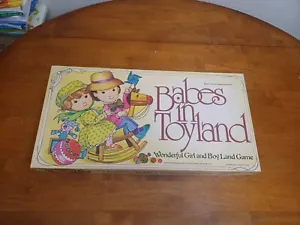 Babes
in
Toyland
Wonderful Girl and Boy Land Game